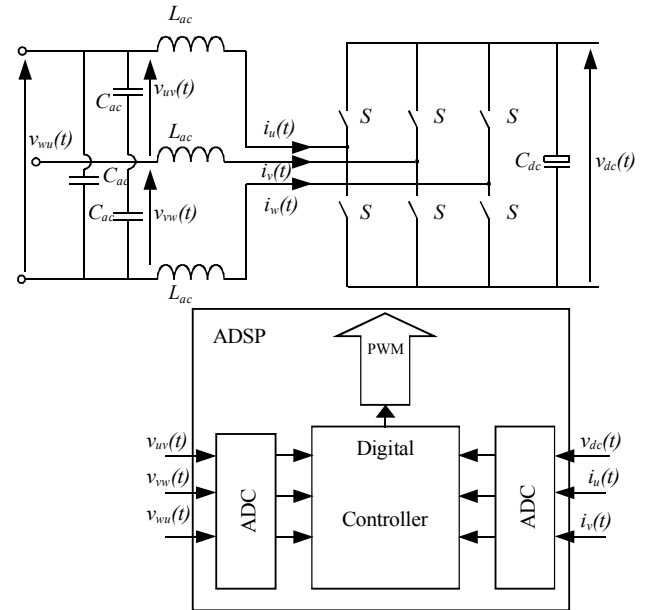 L_ac
C_ac
v_uv(t)
v_wu(t)
L_ac
i_u(t)
S
S
S
C_dc
v_dc(t)
C_ac
i_v(t)
C_ac
v_vw(t)
i_w(t)
S
S
S
L_ac
ADSP
PWM
v_uv(t)
v_vw(t)
v_wu(t)
ADC
Digital
Controller
ADC
v_dc(t)
i_u(t)
i_v(t)